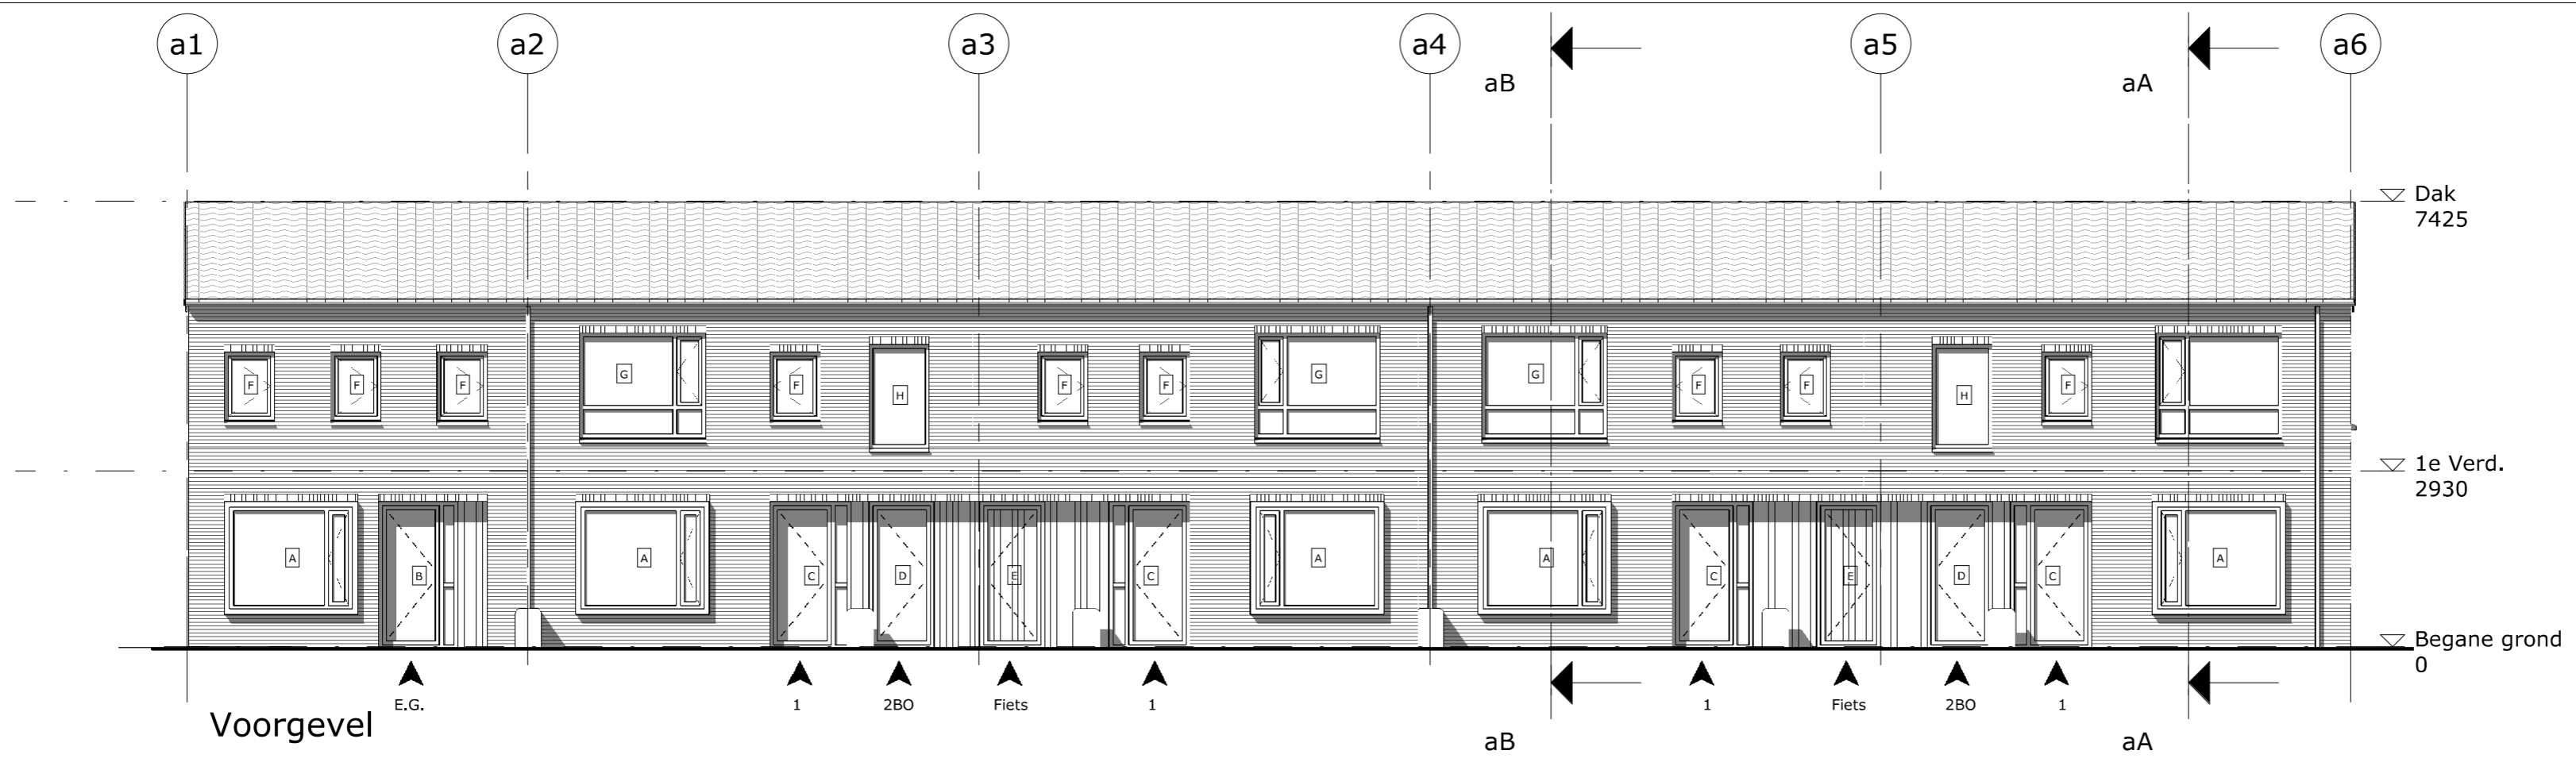 a1 a2 a3 a4 a5 a6
aB aA
Dak
7425
F F F G F H F F G G F F H F
1e Verd.
2930
A B A C D E C A A C E D C A
Begane grond
0
E.G. 1 2BO Fiets 1 1 Fiets 2BO 1
Voorgevel
aB aA